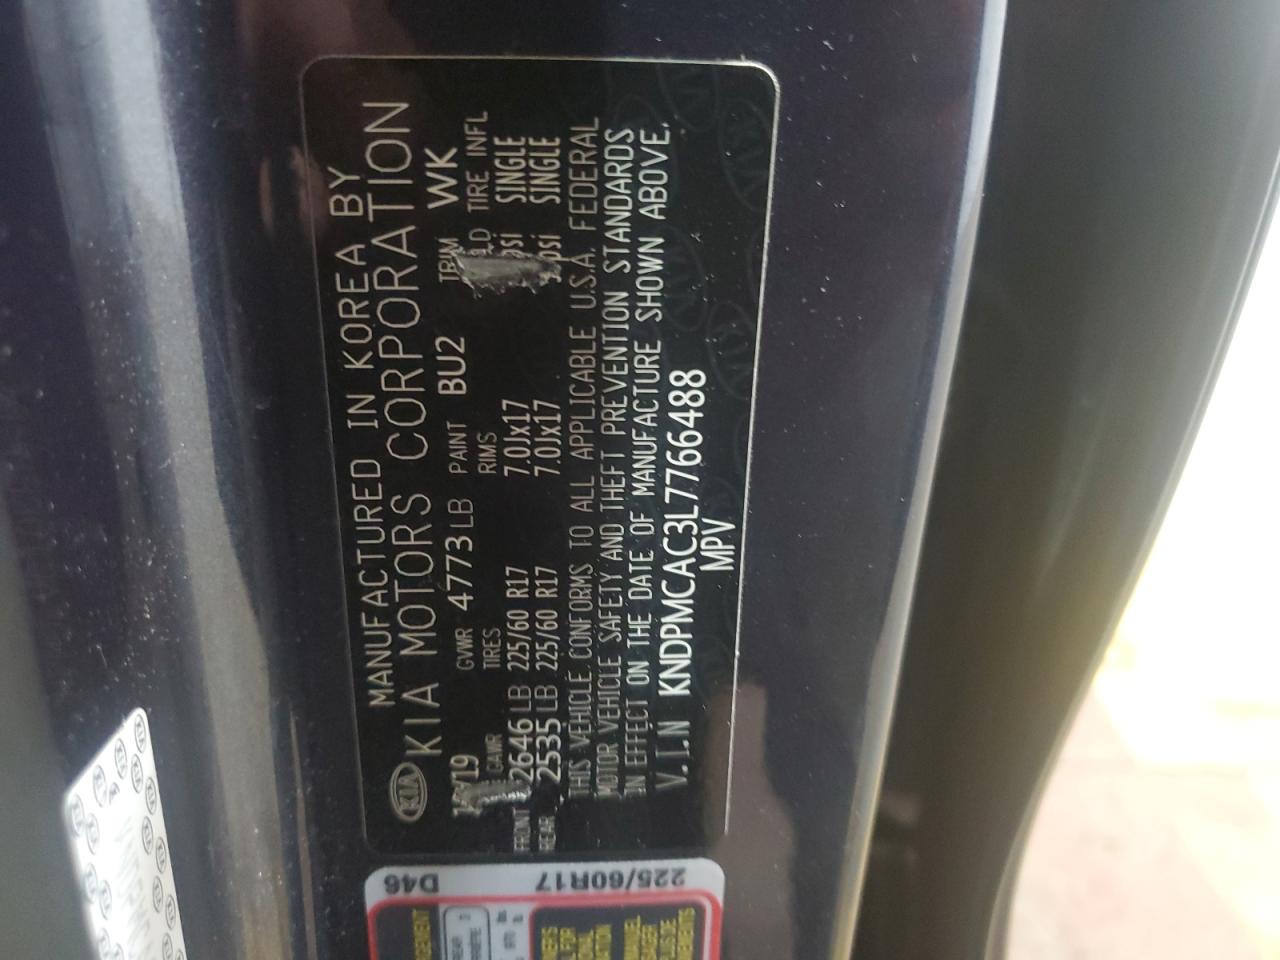 MANUFACTURED IN KOREA BY
KIA KIA MOTORS CORPORATION
/19 GVWR 4773LB PAINT BU2 TRIM WK
GAWR TIRES RIMS LD TIRE INFL
FRONT 2646LB 225/60 R17 7.0Jx17 psi SINGLE
REAR 2535LB 225/60 R17 7.0Jx17 psi SINGLE
THIS VEHICLE CONFORMS TO ALL APPLICABLE U.S.A. FEDERAL
MOTOR VEHICLE SAFETY AND THEFT PREVENTION STANDARDS
IN EFFECT ON THE DATE OF MANUFACTURE SHOWN ABOVE.
V.I.N KNDPMCAC3L7766488
MPV
D46
225/60R17